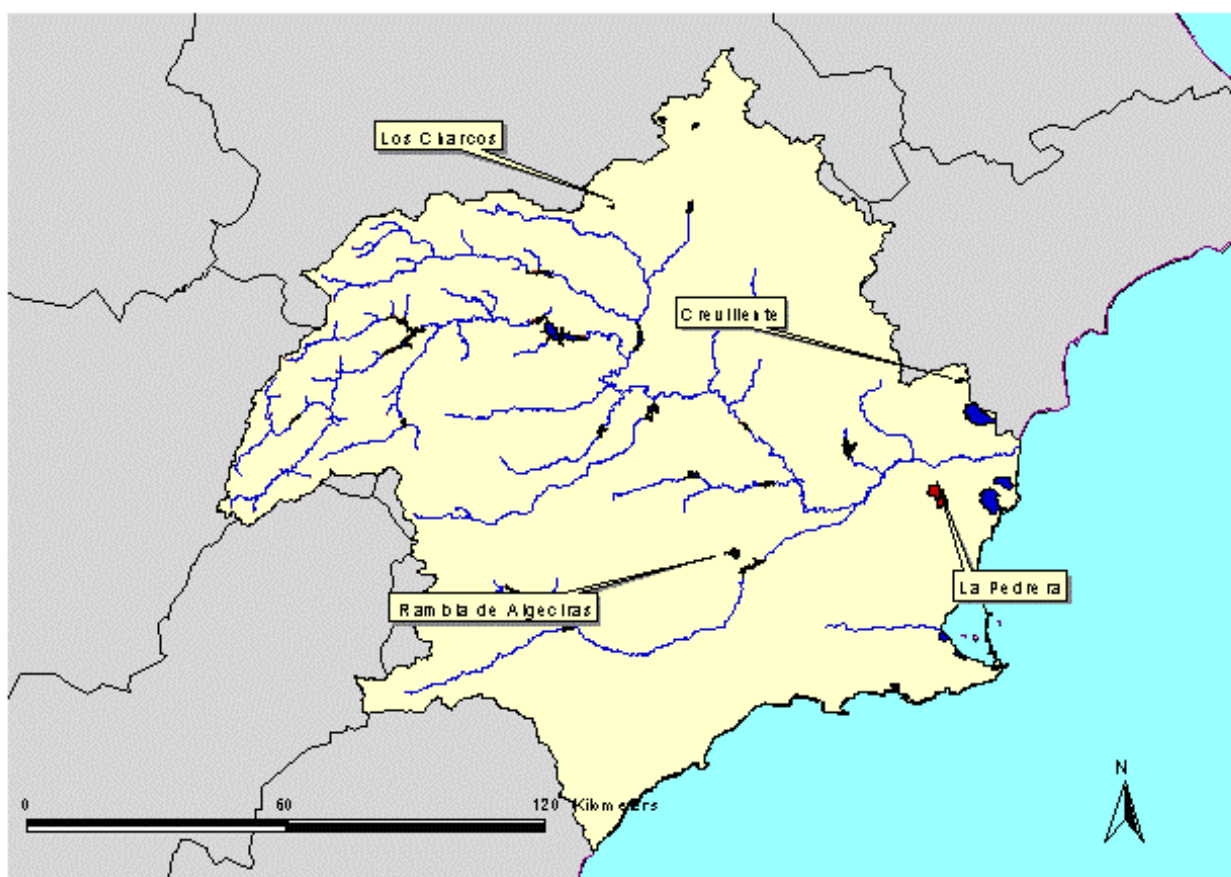 Los Charcos
Creuillente
Rambla de Algeciras
La Pedrera
N
0 60 120 Kilometers